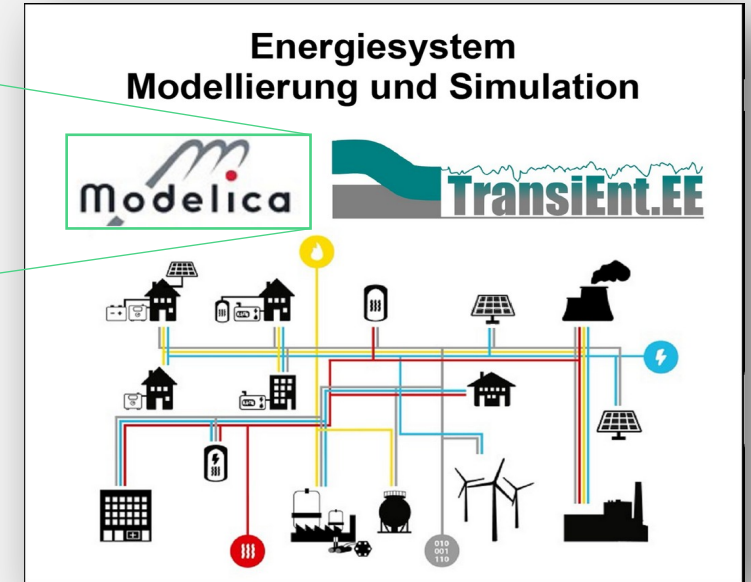 Energiesystem
Modellierung und Simulation
Modelica
TransiEnt.EE
010
001
110